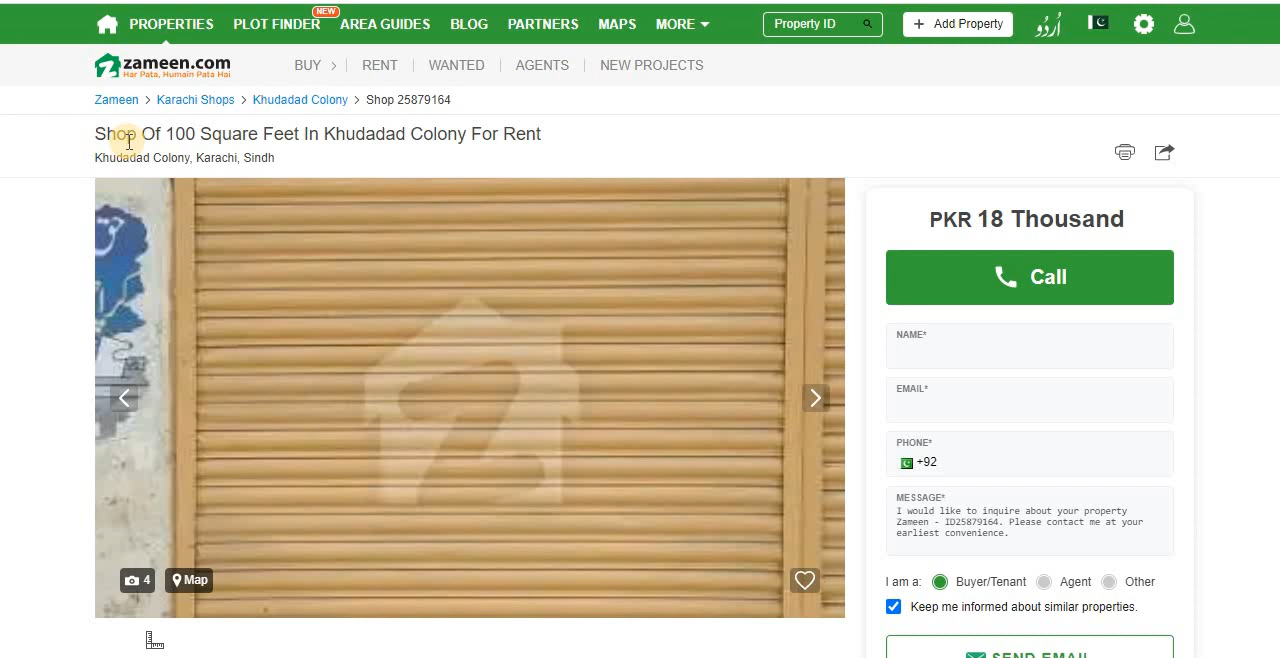 PROPERTIES PLOT FINDER NEW AREA GUIDES BLOG PARTNERS MAPS MORE Property ID + Add Property اُردُو
zameen.com
Har Pata, Humain Pata Hai
BUY RENT WANTED AGENTS NEW PROJECTS
Zameen > Karachi Shops > Khudadad Colony > Shop 25879164
Shop Of 100 Square Feet In Khudadad Colony For Rent
Khudadad Colony, Karachi, Sindh
PKR 18 Thousand
Call
NAME*
EMAIL*
PHONE*
+92
MESSAGE*
I would like to inquire about your property
Zameen - ID25879164. Please contact me at your
earliest convenience.
4 Map
I am a: Buyer/Tenant Agent Other
Keep me informed about similar properties.
SEND EMAIL